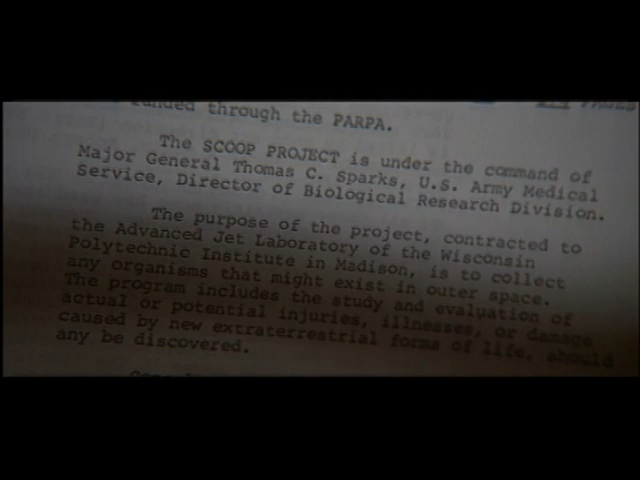 funded through the PARPA.
PAGES
The SCOOP PROJECT is under the command of
Major General Thomas C. Sparks, U.S. Army Medical
Service, Director of Biological Research Division.
The purpose of the project, contracted to
the Advanced Jet Laboratory of the Wisconsin
Polytechnic Institute in Madison, is to collect
any organisms that might exist in outer space.
The program includes the study and evaluation of
actual or potential injuries, illnesses, or damage
caused by new extraterrestrial forms of life, should
any be discovered.